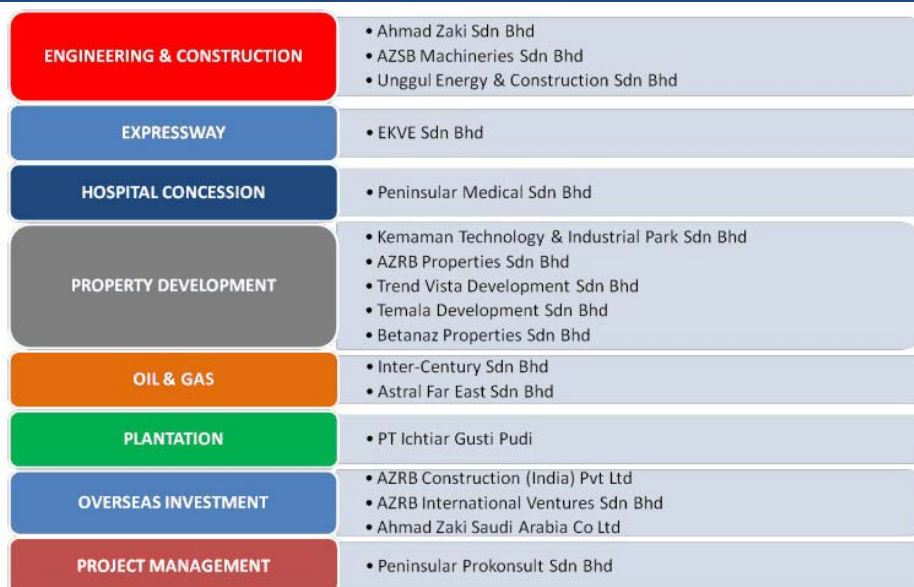 ENGINEERING & CONSTRUCTION
• Ahmad Zaki Sdn Bhd
• AZSB Machineries Sdn Bhd
• Unggul Energy & Construction Sdn Bhd
EXPRESSWAY
• EKVE Sdn Bhd
HOSPITAL CONCESSION
• Peninsular Medical Sdn Bhd
PROPERTY DEVELOPMENT
• Kemaman Technology & Industrial Park Sdn Bhd
• AZRB Properties Sdn Bhd
• Trend Vista Development Sdn Bhd
• Temala Development Sdn Bhd
• Betanaz Properties Sdn Bhd
OIL & GAS
• Inter-Century Sdn Bhd
• Astral Far East Sdn Bhd
PLANTATION
• PT Ichtiar Gusti Pudi
OVERSEAS INVESTMENT
• AZRB Construction (India) Pvt Ltd
• AZRB International Ventures Sdn Bhd
• Ahmad Zaki Saudi Arabia Co Ltd
PROJECT MANAGEMENT
• Peninsular Prokonsult Sdn Bhd